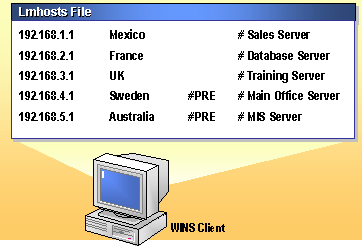 Lmhosts File
192.168.1.1 Mexico # Sales Server
192.168.2.1 France # Database Server
192.168.3.1 UK # Training Server
192.168.4.1 Sweden #PRE # Main Office Server
192.168.5.1 Australia #PRE # MIS Server
WINS Client